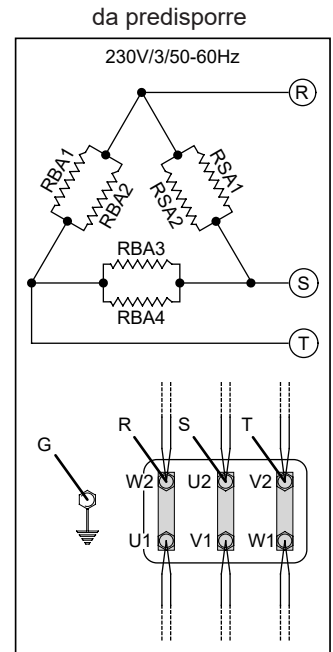 da predisporre
230V/3/50-60Hz
R
RBA1
RBA2
RSA1
RSA2
RBA3
RBA4
S
T
G
R S T
W2 U2 V2
U1 V1 W1